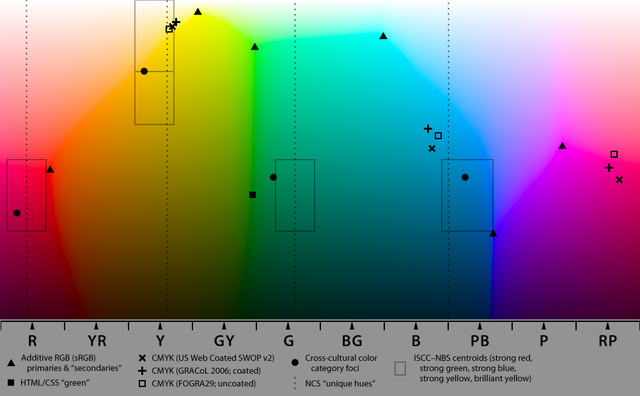 R YR Y GY G BG B PB P RP
Additive RGB (sRGB)
primaries & “secondaries”
HTML/CSS “green”
CMYK (US Web Coated SWOP v2)
CMYK (GRACoL 2006; coated)
CMYK (FOGRA29; uncoated)
Cross-cultural color
category foci
NCS “unique hues”
ISCC–NBS centroids (strong red,
strong green, strong blue,
strong yellow, brilliant yellow)